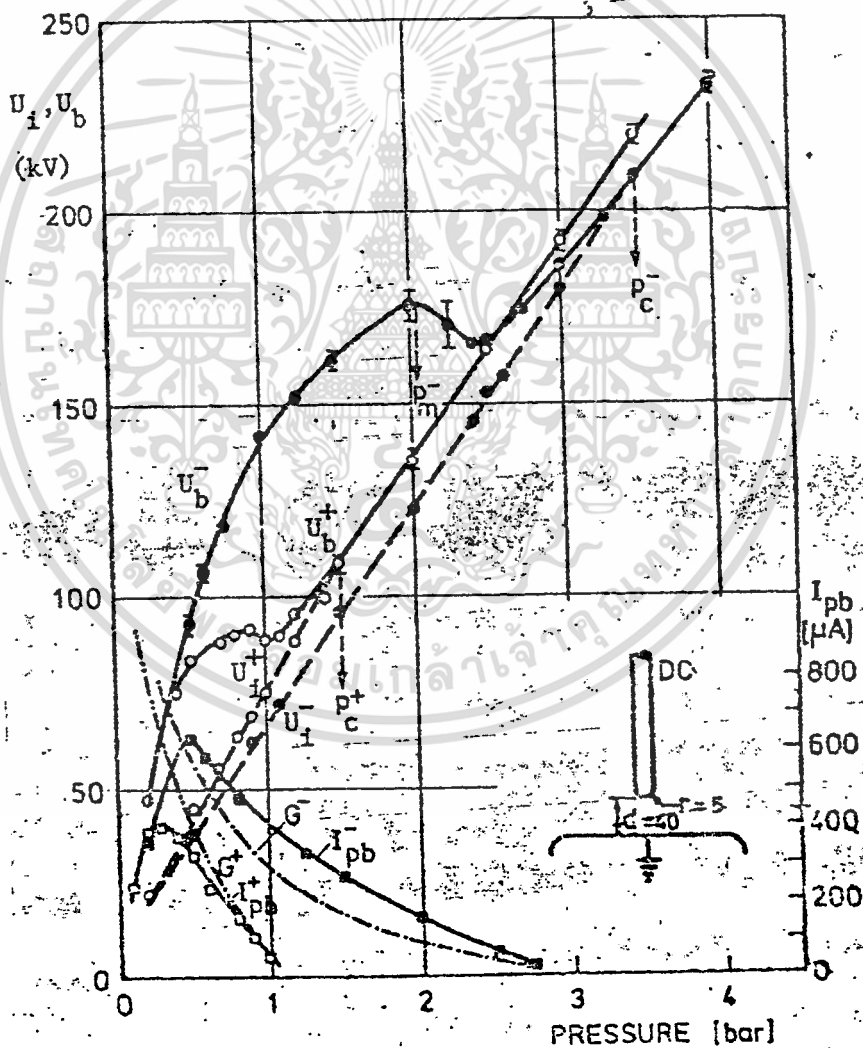 250
U_i, U_b
(kV)
200
150
100
50
0
U_b^-
p_m^-
U_b^+
p_c^-
U_i^+
U_i^-
p_c^+
G^-
I_pb^-
G^+
I_pb^+
I_pb
[μA]
800
600
400
200
0
DC
r=5
d=40
0
1
2
3
4
PRESSURE [bar]